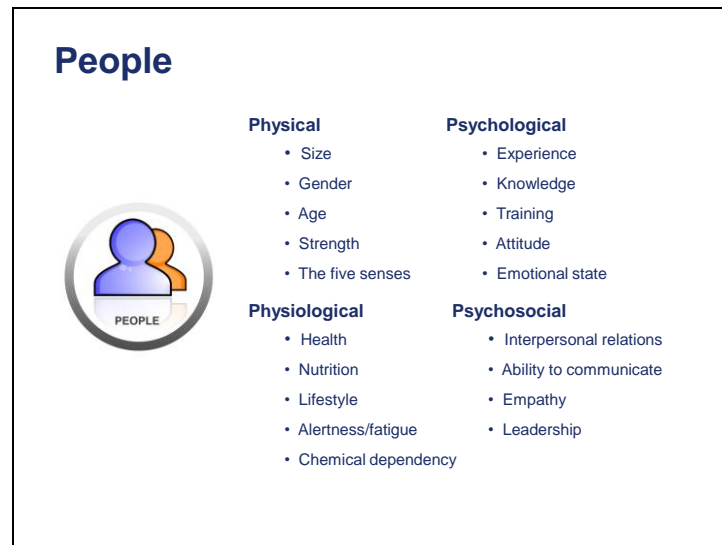 People
Physical
• Size
• Gender
• Age
• Strength
• The five senses
Psychological
• Experience
• Knowledge
• Training
• Attitude
• Emotional state
PEOPLE
Physiological
• Health
• Nutrition
• Lifestyle
• Alertness/fatigue
• Chemical dependency
Psychosocial
• Interpersonal relations
• Ability to communicate
• Empathy
• Leadership